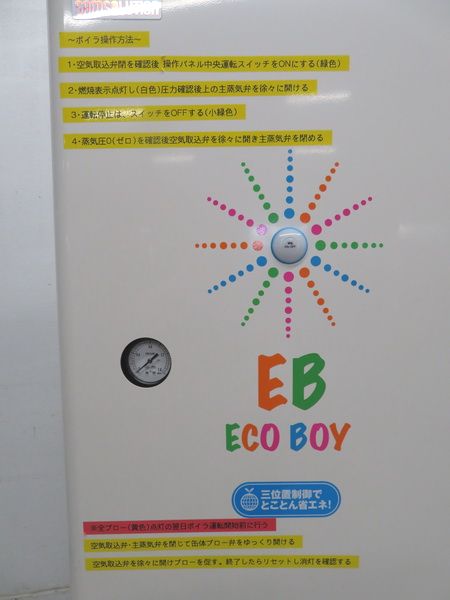 ～ボイラ操作方法～
1・空気取込弁閉を確認後 操作パネル中央運転スイッチをONにする(緑色)
2・燃焼表示点灯し(白色)圧力確認後上の主蒸気弁を徐々に開ける
3・運転停止は、スイッチをOFFする(小緑色)
4・蒸気圧0(ゼロ)を確認後空気取込弁を徐々に開き主蒸気弁を閉める
EB
ECO BOY
三位置制御で
とことん省エネ!
※全ブロー(黄色)点灯の翌日ボイラ運転開始前に行う
空気取込弁・主蒸気弁を閉じて缶体ブロー弁をゆっくり開ける
空気取込弁を徐々に開けブローを促す。終了したらリセットし消灯を確認する